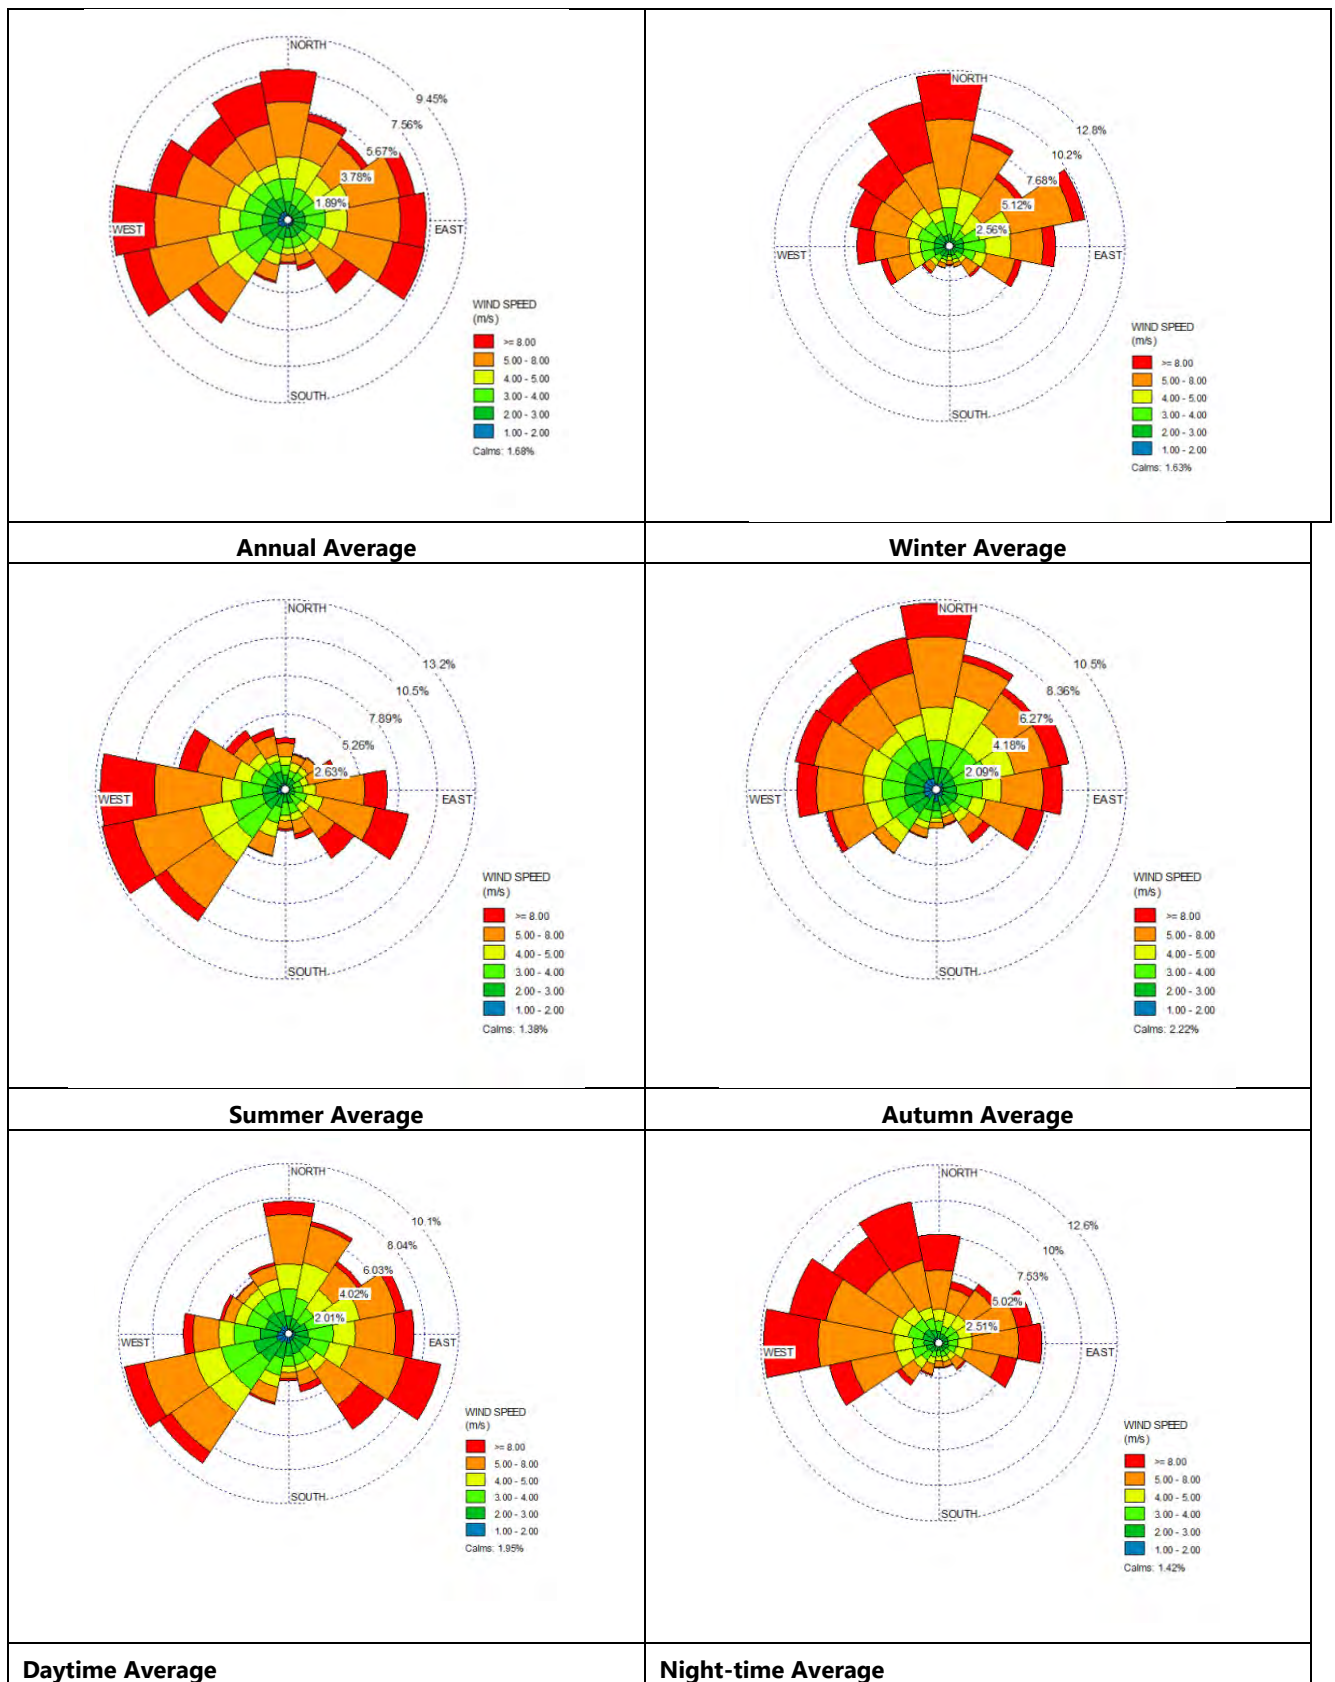 NORTH
9.45%
7.56%
5.67%
3.78%
1.89%
WEST
EAST
SOUTH
WIND SPEED
(m/s)
>= 8.00
5.00 - 8.00
4.00 - 5.00
3.00 - 4.00
2.00 - 3.00
1.00 - 2.00
Calms: 1.68%
NORTH
12.8%
10.2%
7.68%
5.12%
2.56%
WEST
EAST
SOUTH
WIND SPEED
(m/s)
>= 8.00
5.00 - 8.00
4.00 - 5.00
3.00 - 4.00
2.00 - 3.00
1.00 - 2.00
Calms: 1.63%
Annual Average
Winter Average
NORTH
13.2%
10.5%
7.89%
5.26%
2.63%
WEST
EAST
SOUTH
WIND SPEED
(m/s)
>= 8.00
5.00 - 8.00
4.00 - 5.00
3.00 - 4.00
2.00 - 3.00
1.00 - 2.00
Calms: 1.38%
NORTH
10.5%
8.36%
6.27%
4.18%
2.09%
WEST
EAST
SOUTH
WIND SPEED
(m/s)
>= 8.00
5.00 - 8.00
4.00 - 5.00
3.00 - 4.00
2.00 - 3.00
1.00 - 2.00
Calms: 2.22%
Summer Average
Autumn Average
NORTH
10.1%
8.04%
6.03%
4.02%
2.01%
WEST
EAST
SOUTH
WIND SPEED
(m/s)
>= 8.00
5.00 - 8.00
4.00 - 5.00
3.00 - 4.00
2.00 - 3.00
1.00 - 2.00
Calms: 1.95%
NORTH
12.6%
10%
7.53%
5.02%
2.51%
WEST
EAST
SOUTH
WIND SPEED
(m/s)
>= 8.00
5.00 - 8.00
4.00 - 5.00
3.00 - 4.00
2.00 - 3.00
1.00 - 2.00
Calms: 1.42%
Daytime Average
Night-time Average